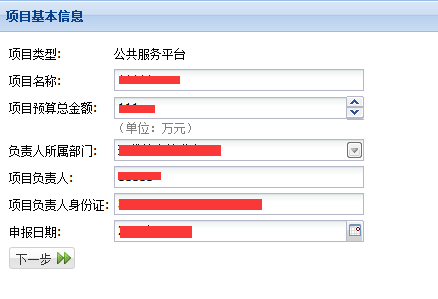 项目基本信息
项目类型: 公共服务平台
项目名称:
项目预算总金额:
（单位: 万元）
负责人所属部门:
项目负责人:
项目负责人身份证:
申报日期:
下一步